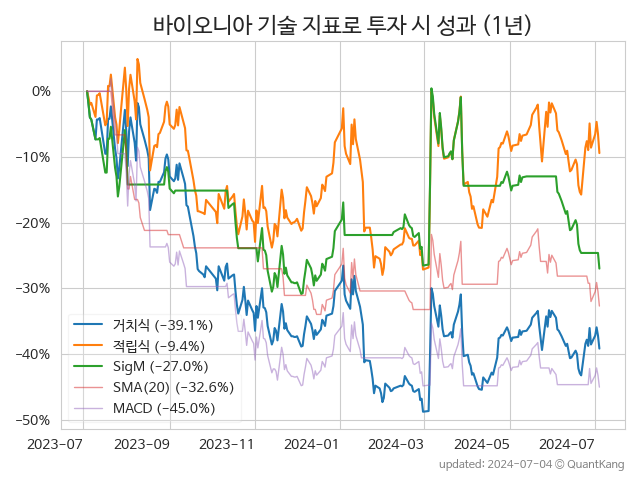 바이오니아 기술 지표로 투자 시 성과 (1년)
0%
−10%
−20%
−30%
−40%
−50%
거치식 (−39.1%)
적립식 (−9.4%)
SigM (−27.0%)
SMA(20) (−32.6%)
MACD (−45.0%)
2023−07
2023−09
2023−11
2024−01
2024−03
2024−05
2024−07
updated: 2024−07−04 © QuantKang